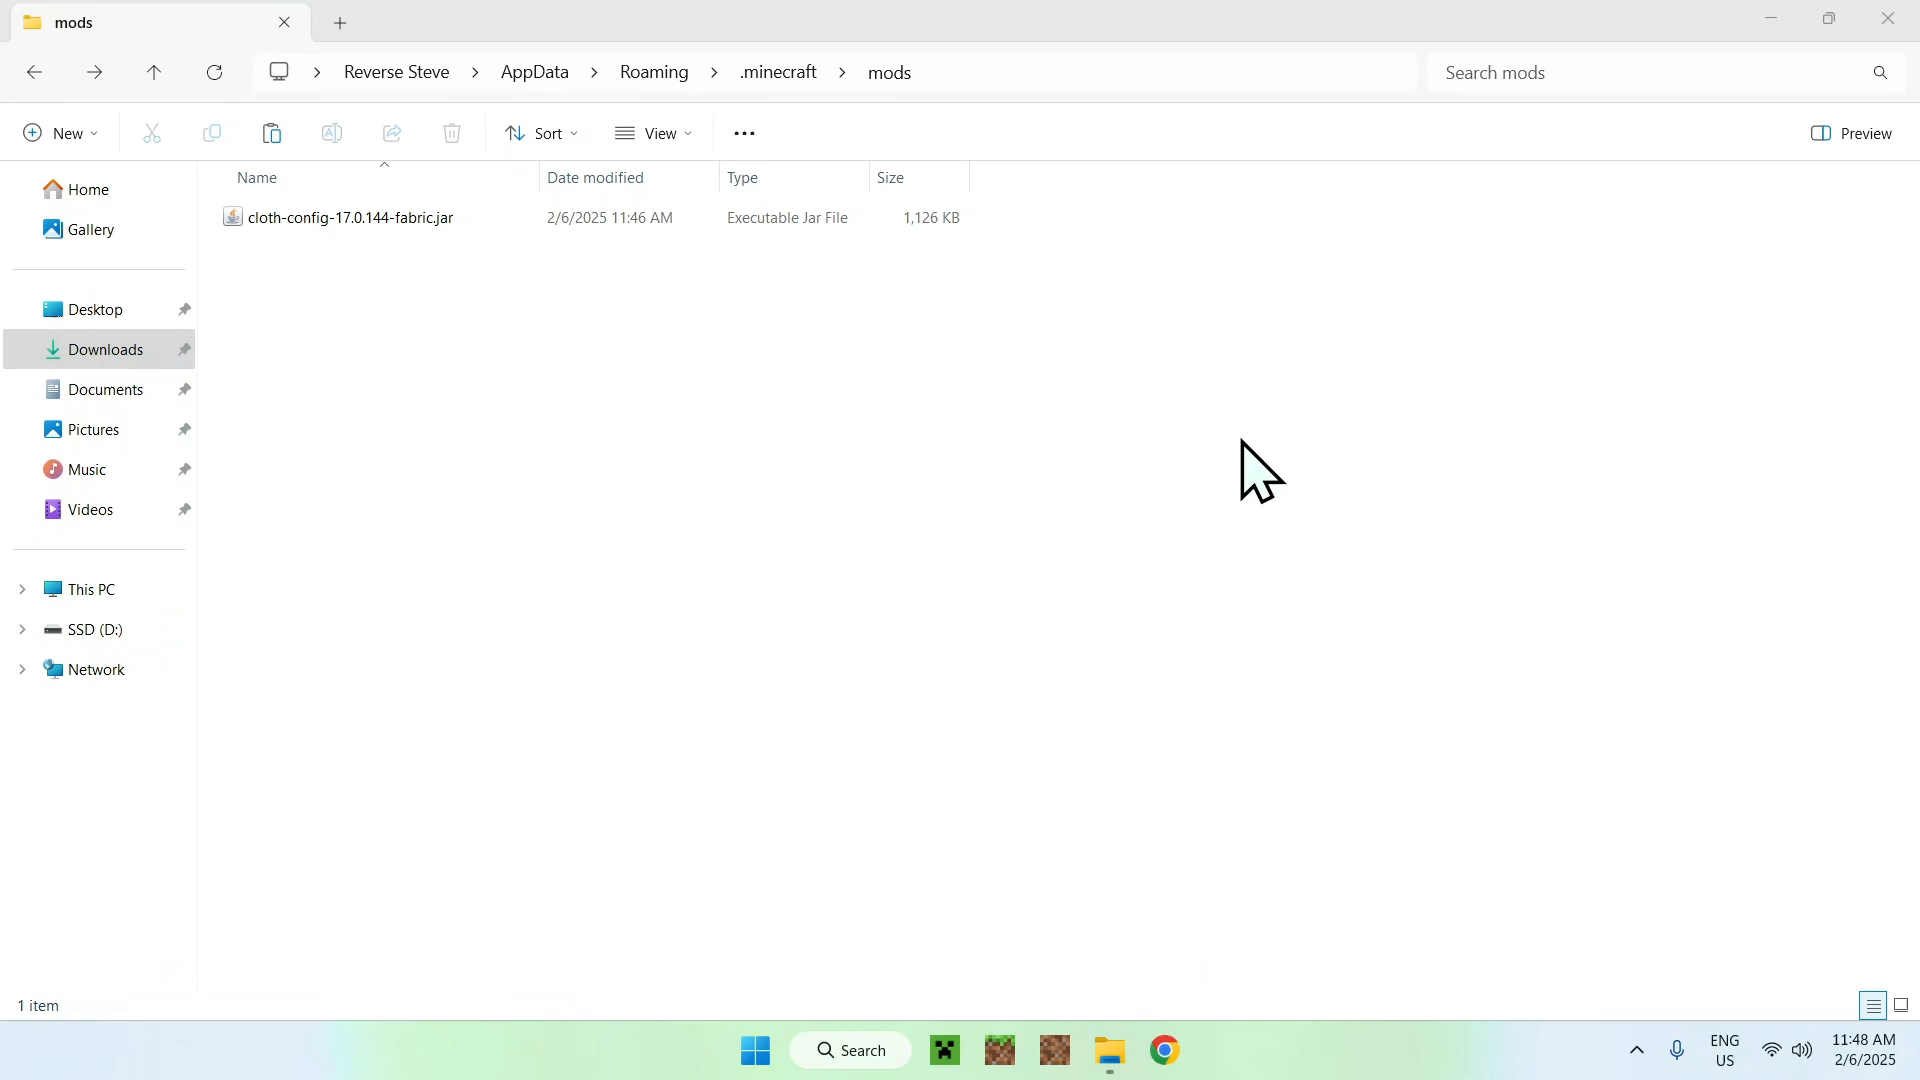 mods
Reverse Steve > AppData > Roaming > .minecraft > mods
Search mods
New
Sort
View
Preview
Name Date modified Type Size
cloth-config-17.0.144-fabric.jar 2/6/2025 11:46 AM Executable Jar File 1,126 KB
Home
Gallery
Desktop
Downloads
Documents
Pictures
Music
Videos
This PC
SSD (D:)
Network
1 item
Search
ENG
US
11:48 AM
2/6/2025